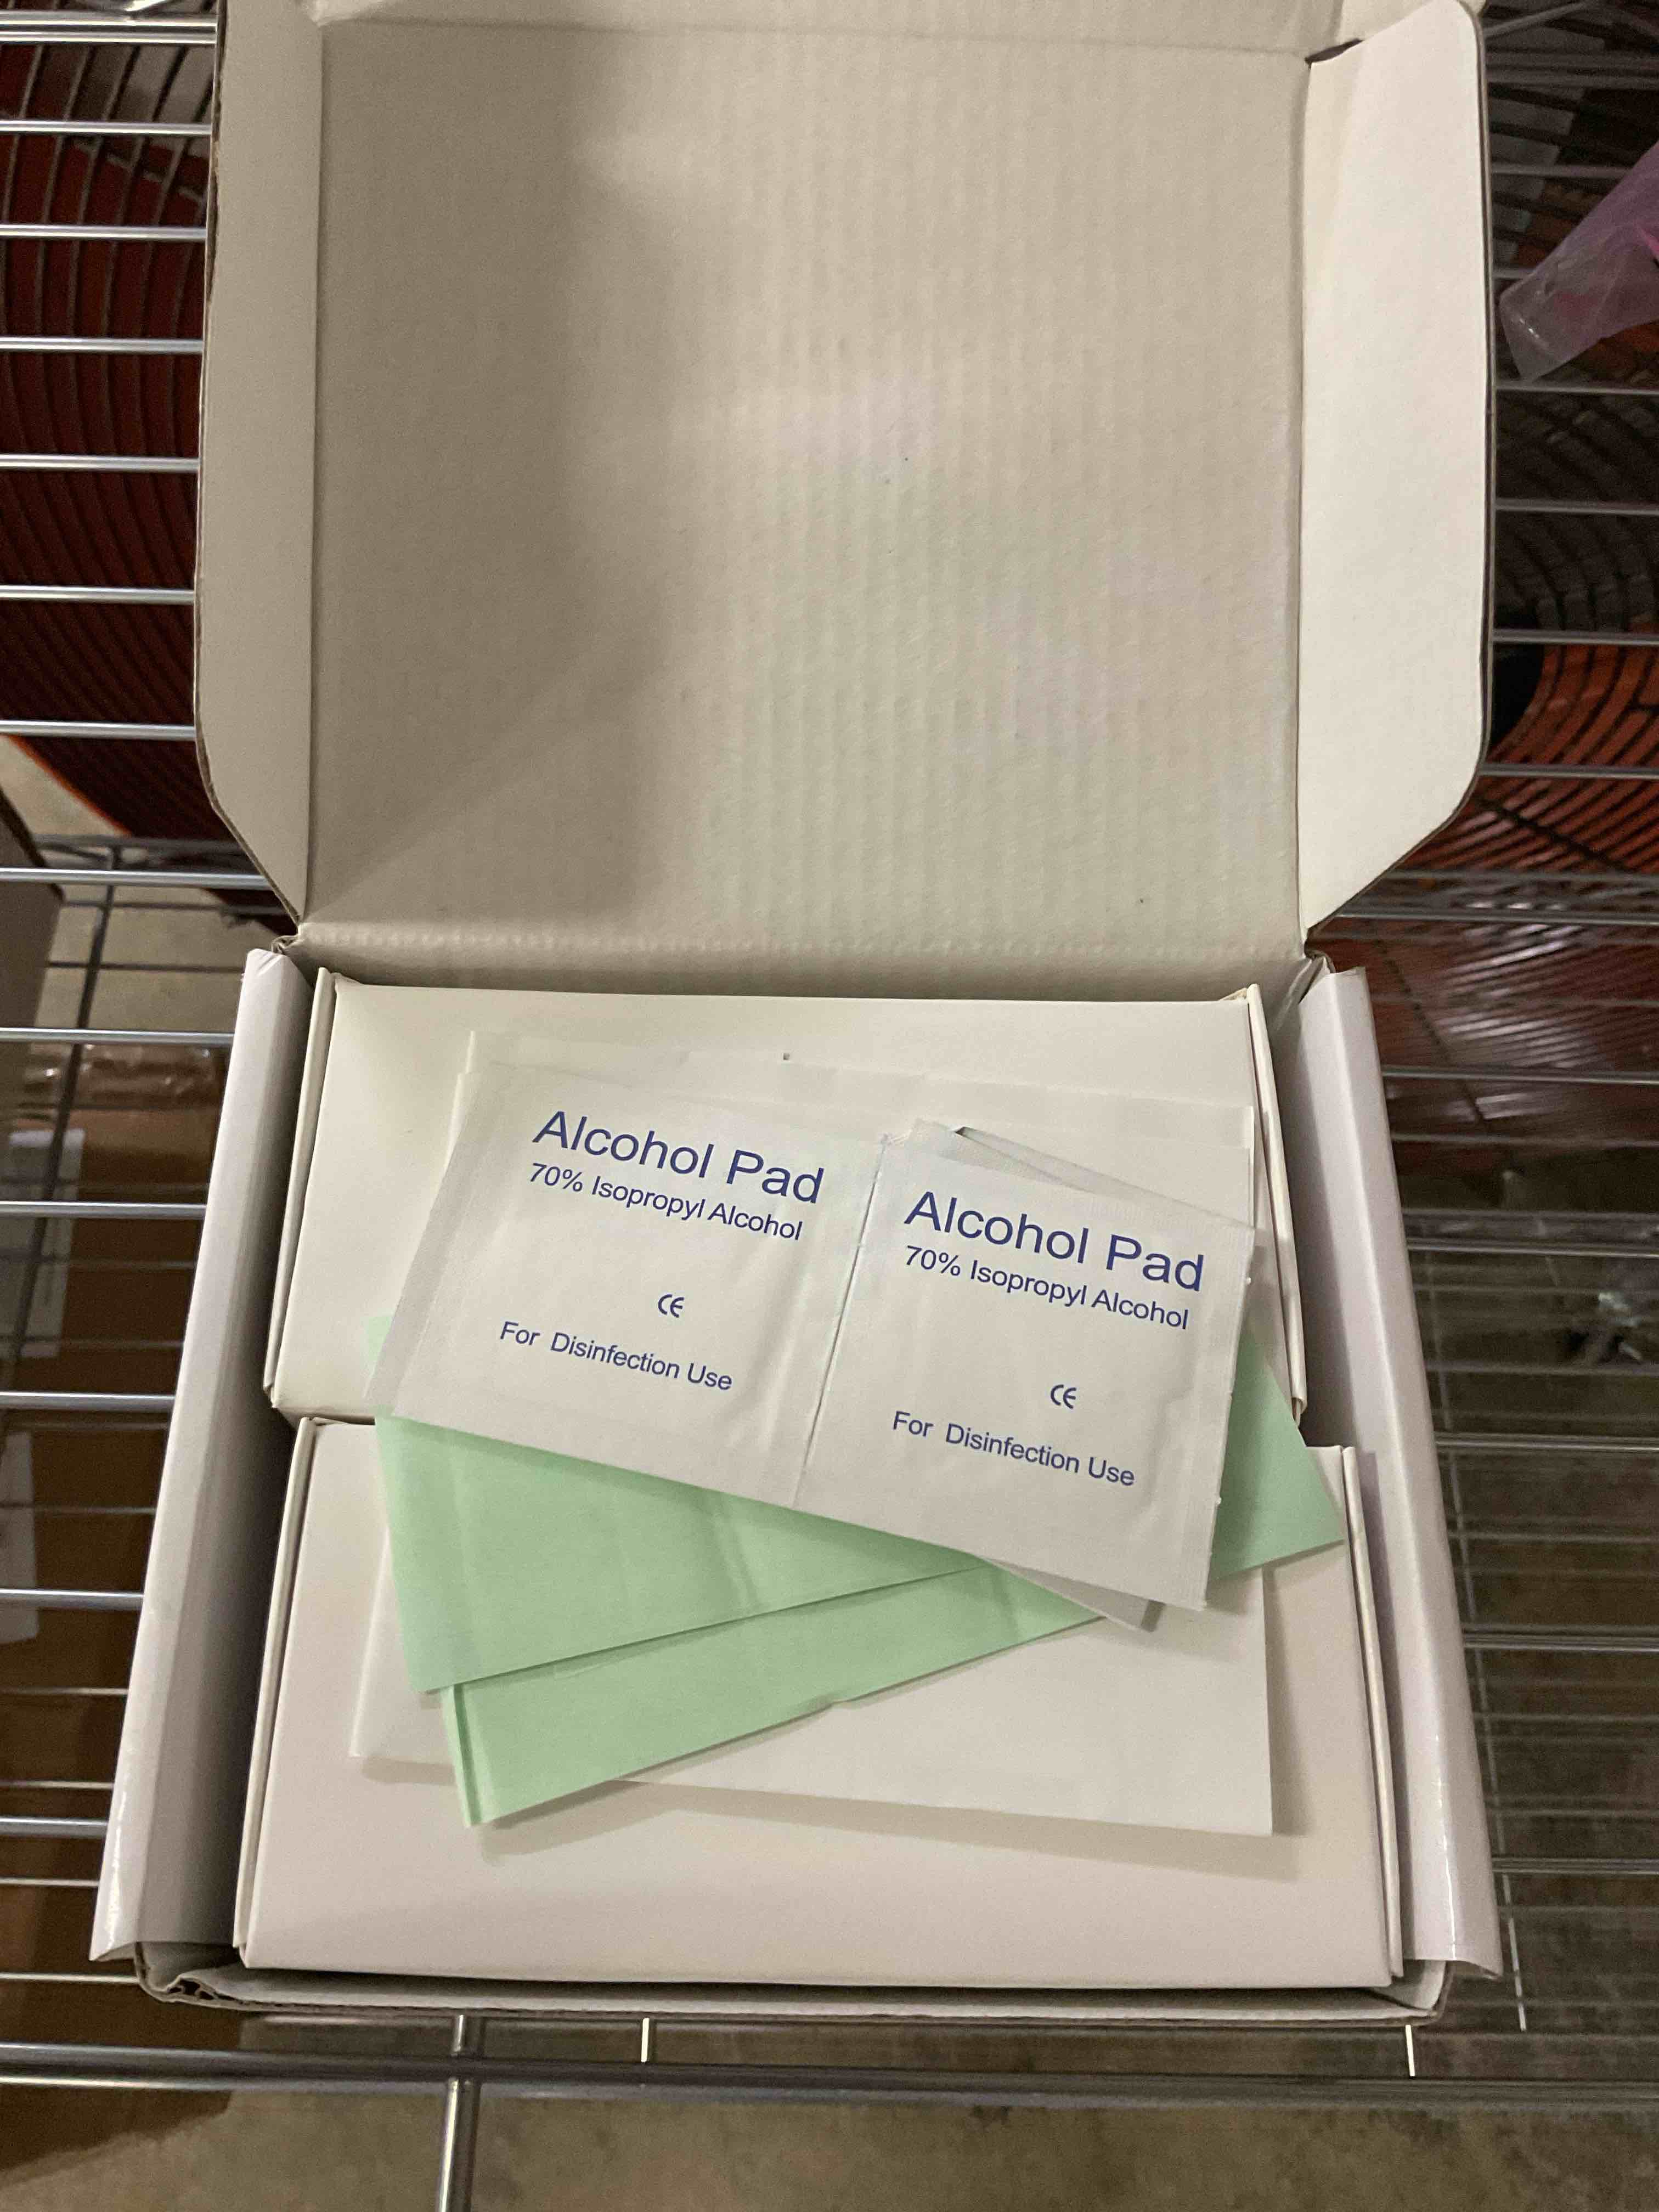 Alcohol Pad
70% Isopropyl Alcohol
CE
For Disinfection Use
Alcohol Pad
70% Isopropyl Alcohol
CE
For Disinfection Use